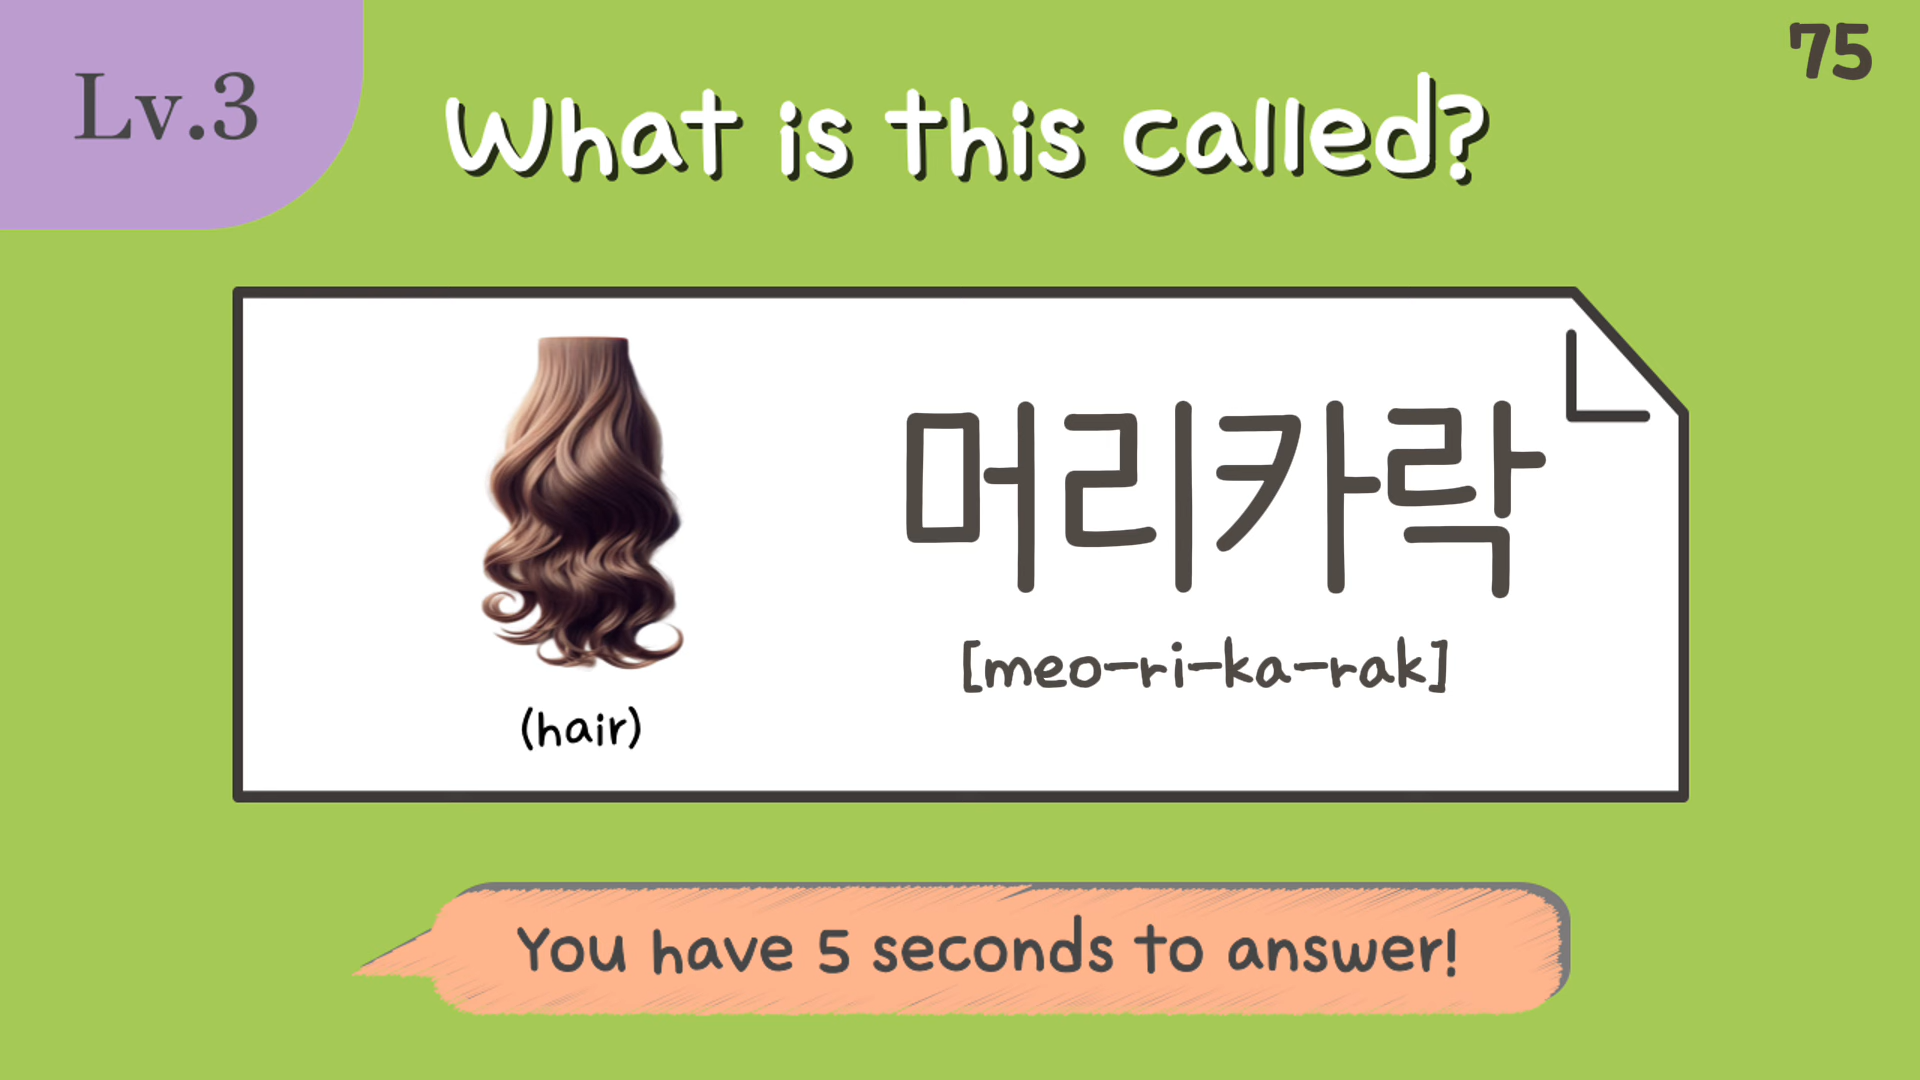 Lv.3
75
What is this called?
머리카락
[meo-ri-ka-rak]
(hair)
You have 5 seconds to answer!